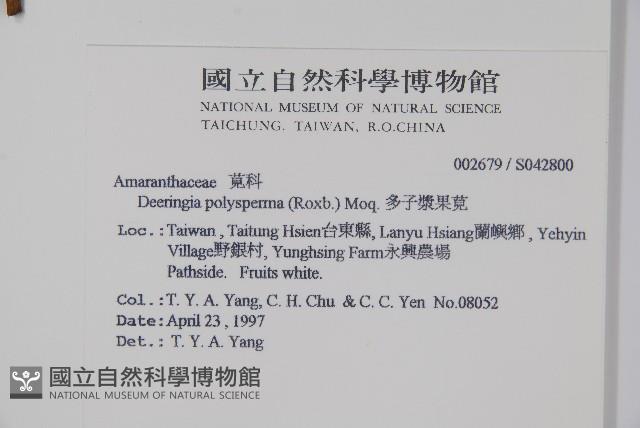 國立自然科學博物館
NATIONAL MUSEUM OF NATURAL SCIENCE
TAICHUNG. TAIWAN, R.O.CHINA
002679 / S042800
Amaranthaceae 莧科
Deeringia polysperma (Roxb.) Moq. 多子漿果莧
Loc.: Taiwan , Taitung Hsien台東縣, Lanyu Hsiang蘭嶼鄉 , Yehyin
Village野銀村, Yunghsing Farm永興農場
Pathside. Fruits white.
Col.: T. Y. A. Yang, C. H. Chu & C. C. Yen No.08052
Date: April 23 , 1997
Det.: T. Y. A. Yang
國立自然科學博物館
NATIONAL MUSEUM OF NATURAL SCIENCE